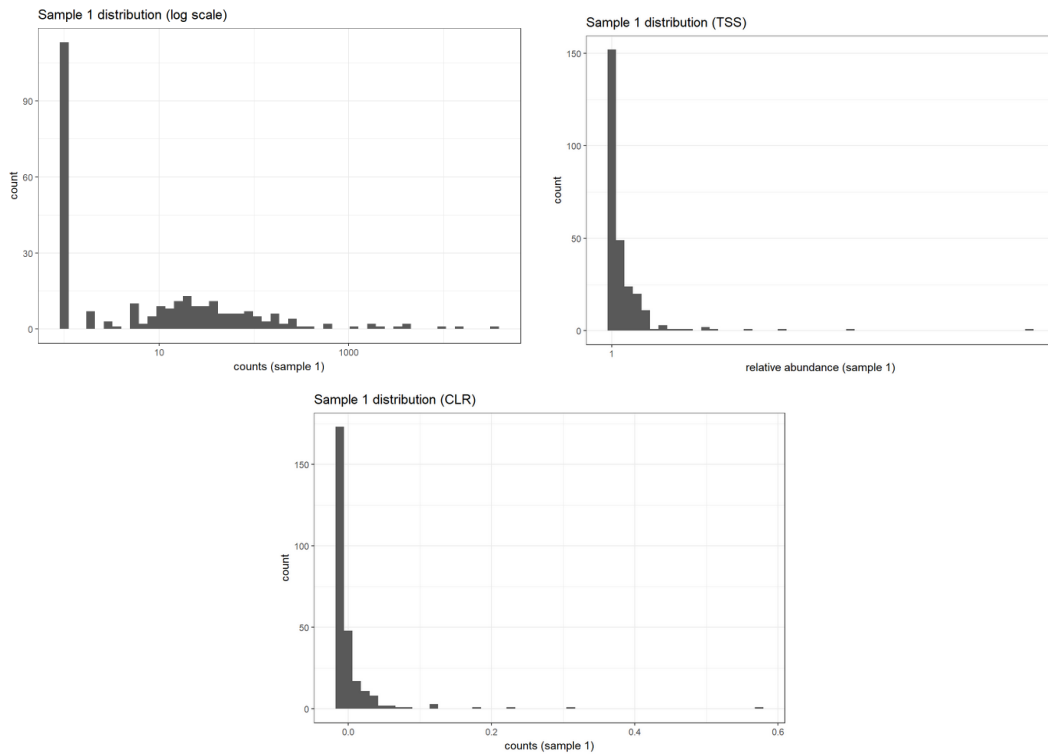 Sample 1 distribution (log scale)
90
60
30
0
count
10
1000
counts (sample 1)
Sample 1 distribution (TSS)
150
100
50
0
count
1
relative abundance (sample 1)
Sample 1 distribution (CLR)
150
100
50
0
count
0.0
0.2
0.4
0.6
counts (sample 1)